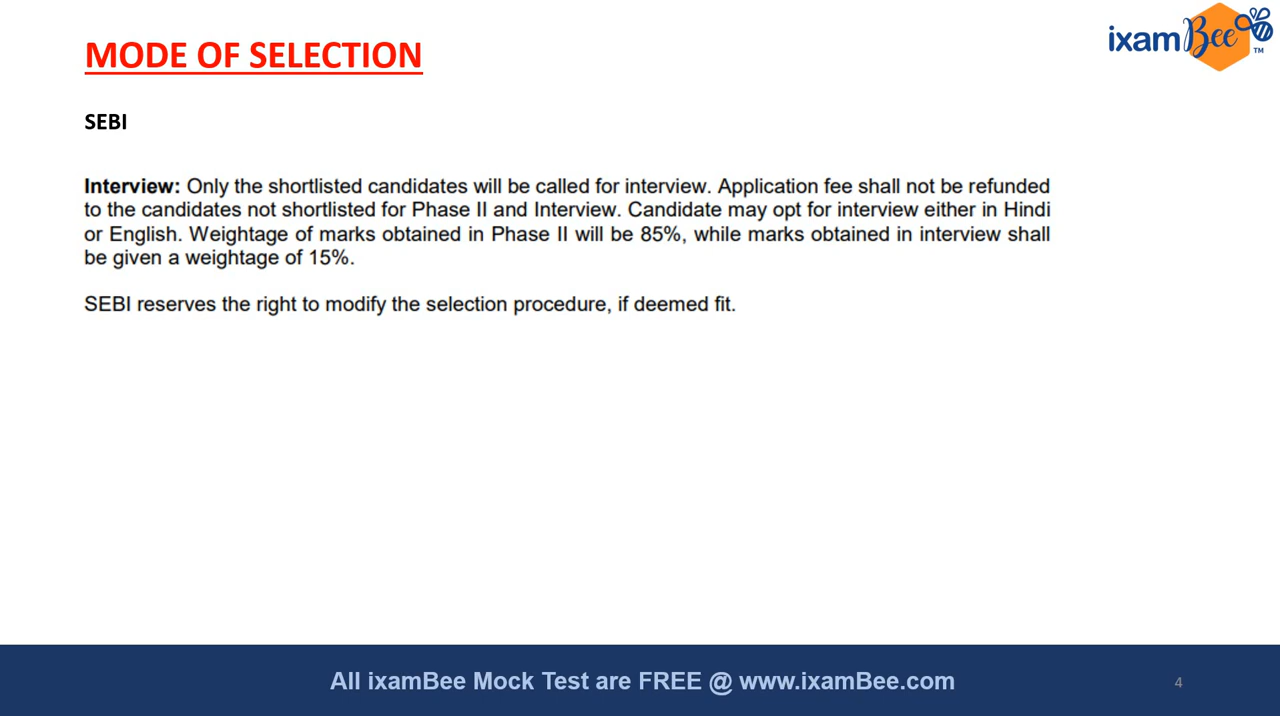 MODE OF SELECTION
ixamBee
TM
SEBI
Interview: Only the shortlisted candidates will be called for interview. Application fee shall not be refunded
to the candidates not shortlisted for Phase II and Interview. Candidate may opt for interview either in Hindi
or English. Weightage of marks obtained in Phase II will be 85%, while marks obtained in interview shall
be given a weightage of 15%.
SEBI reserves the right to modify the selection procedure, if deemed fit.
All ixamBee Mock Test are FREE @ www.ixamBee.com
4